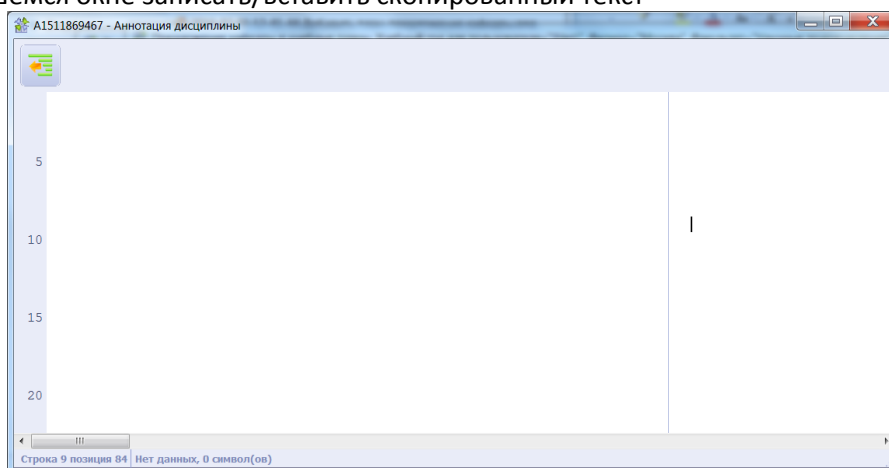 шемся окне записать/вставить скопированный текст
A1511869467 - Аннотация дисциплины
5
10
15
20
Строка 9 позиция 84 Нет данных, 0 символ(ов)